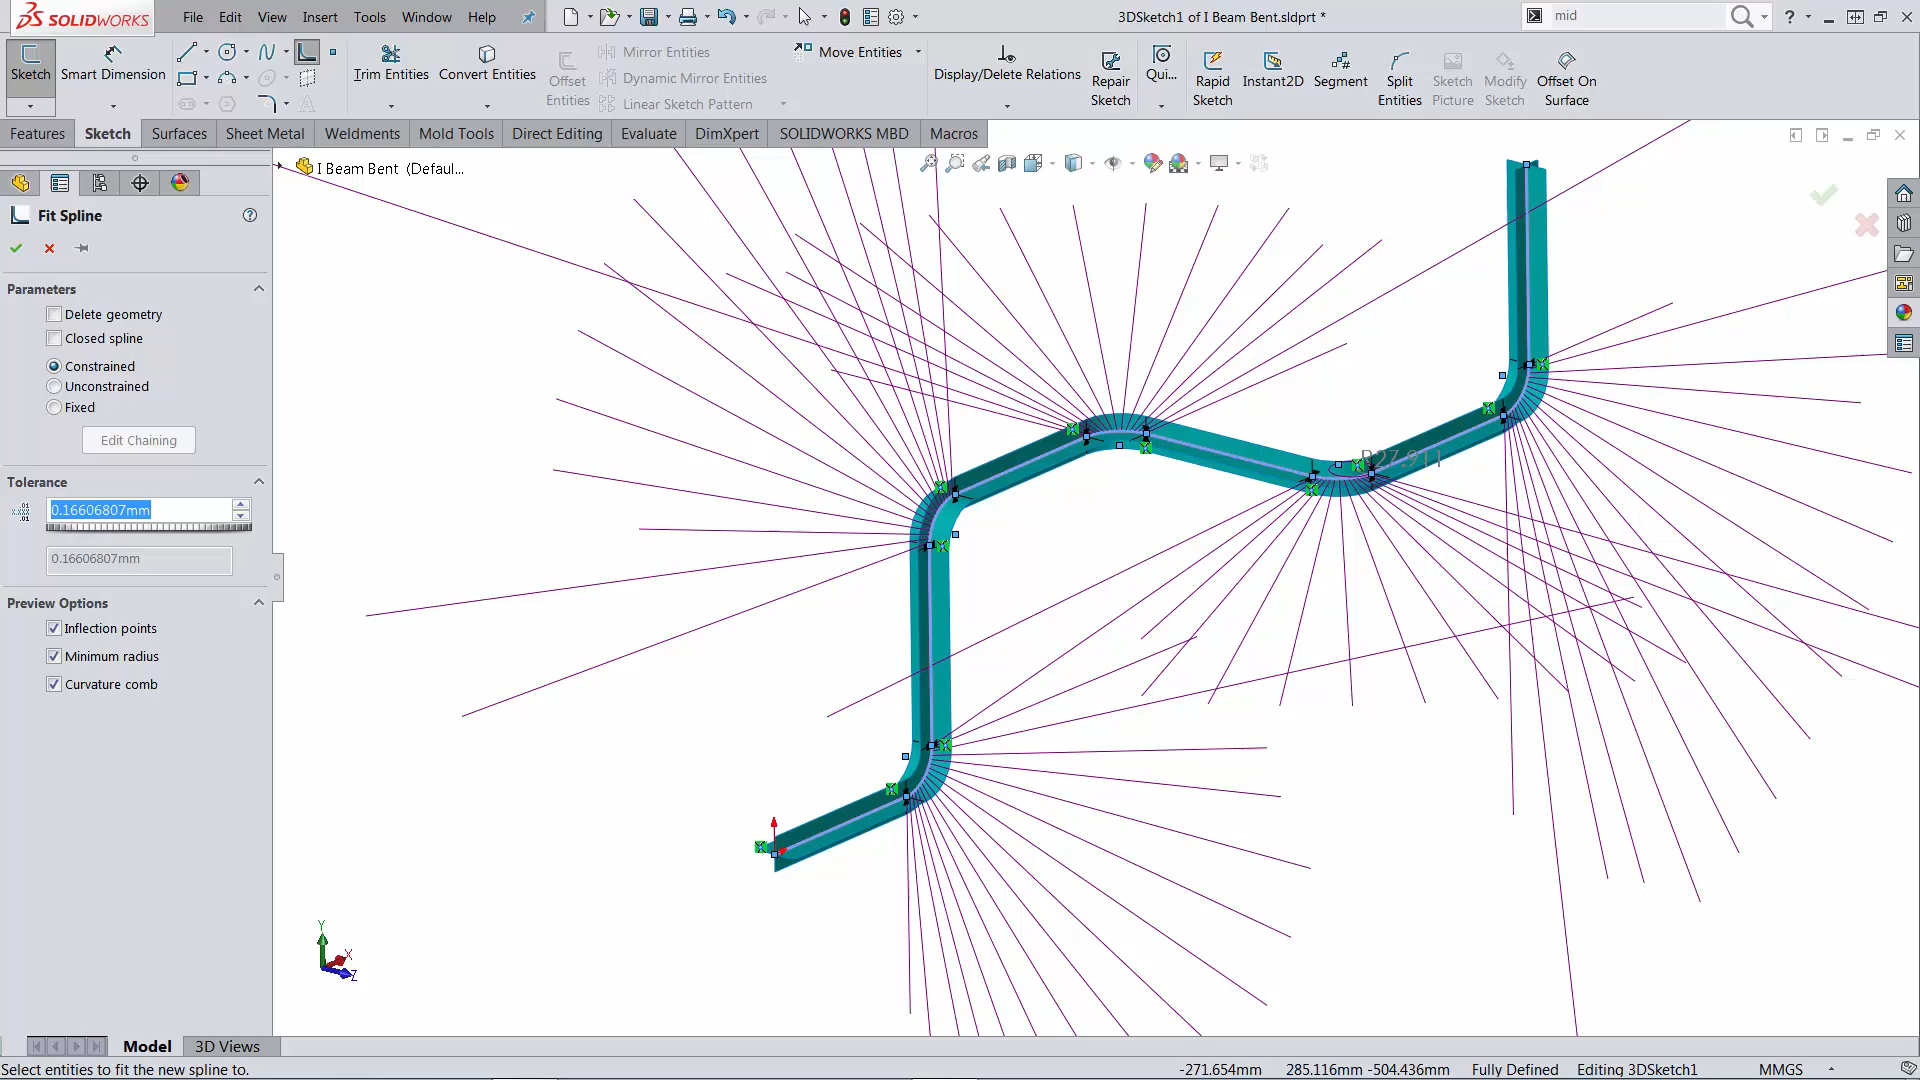 SOLIDWORKS
File Edit View Insert Tools Window Help
3DSketch1 of I Beam Bent.sldprt *
mid
Sketch
Smart Dimension
Trim Entities
Convert Entities
Offset Entities
Mirror Entities
Dynamic Mirror Entities
Linear Sketch Pattern
Move Entities
Display/Delete Relations
Repair Sketch
Qui...
Rapid Sketch
Instant2D
Segment
Split Entities
Sketch Picture
Modify Sketch
Offset On Surface
Features Sketch Surfaces Sheet Metal Weldments Mold Tools Direct Editing Evaluate DimXpert SOLIDWORKS MBD Macros
I Beam Bent (Defaul...
Fit Spline
Parameters
Delete geometry
Closed spline
Constrained
Unconstrained
Fixed
Edit Chaining
Tolerance
0.16606807mm
0.16606807mm
Preview Options
Inflection points
Minimum radius
Curvature comb
R27.911
Y
X
Z
Model 3D Views
Select entities to fit the new spline to.
-271.654mm 285.116mm -504.436mm Fully Defined Editing 3DSketch1 MMGS